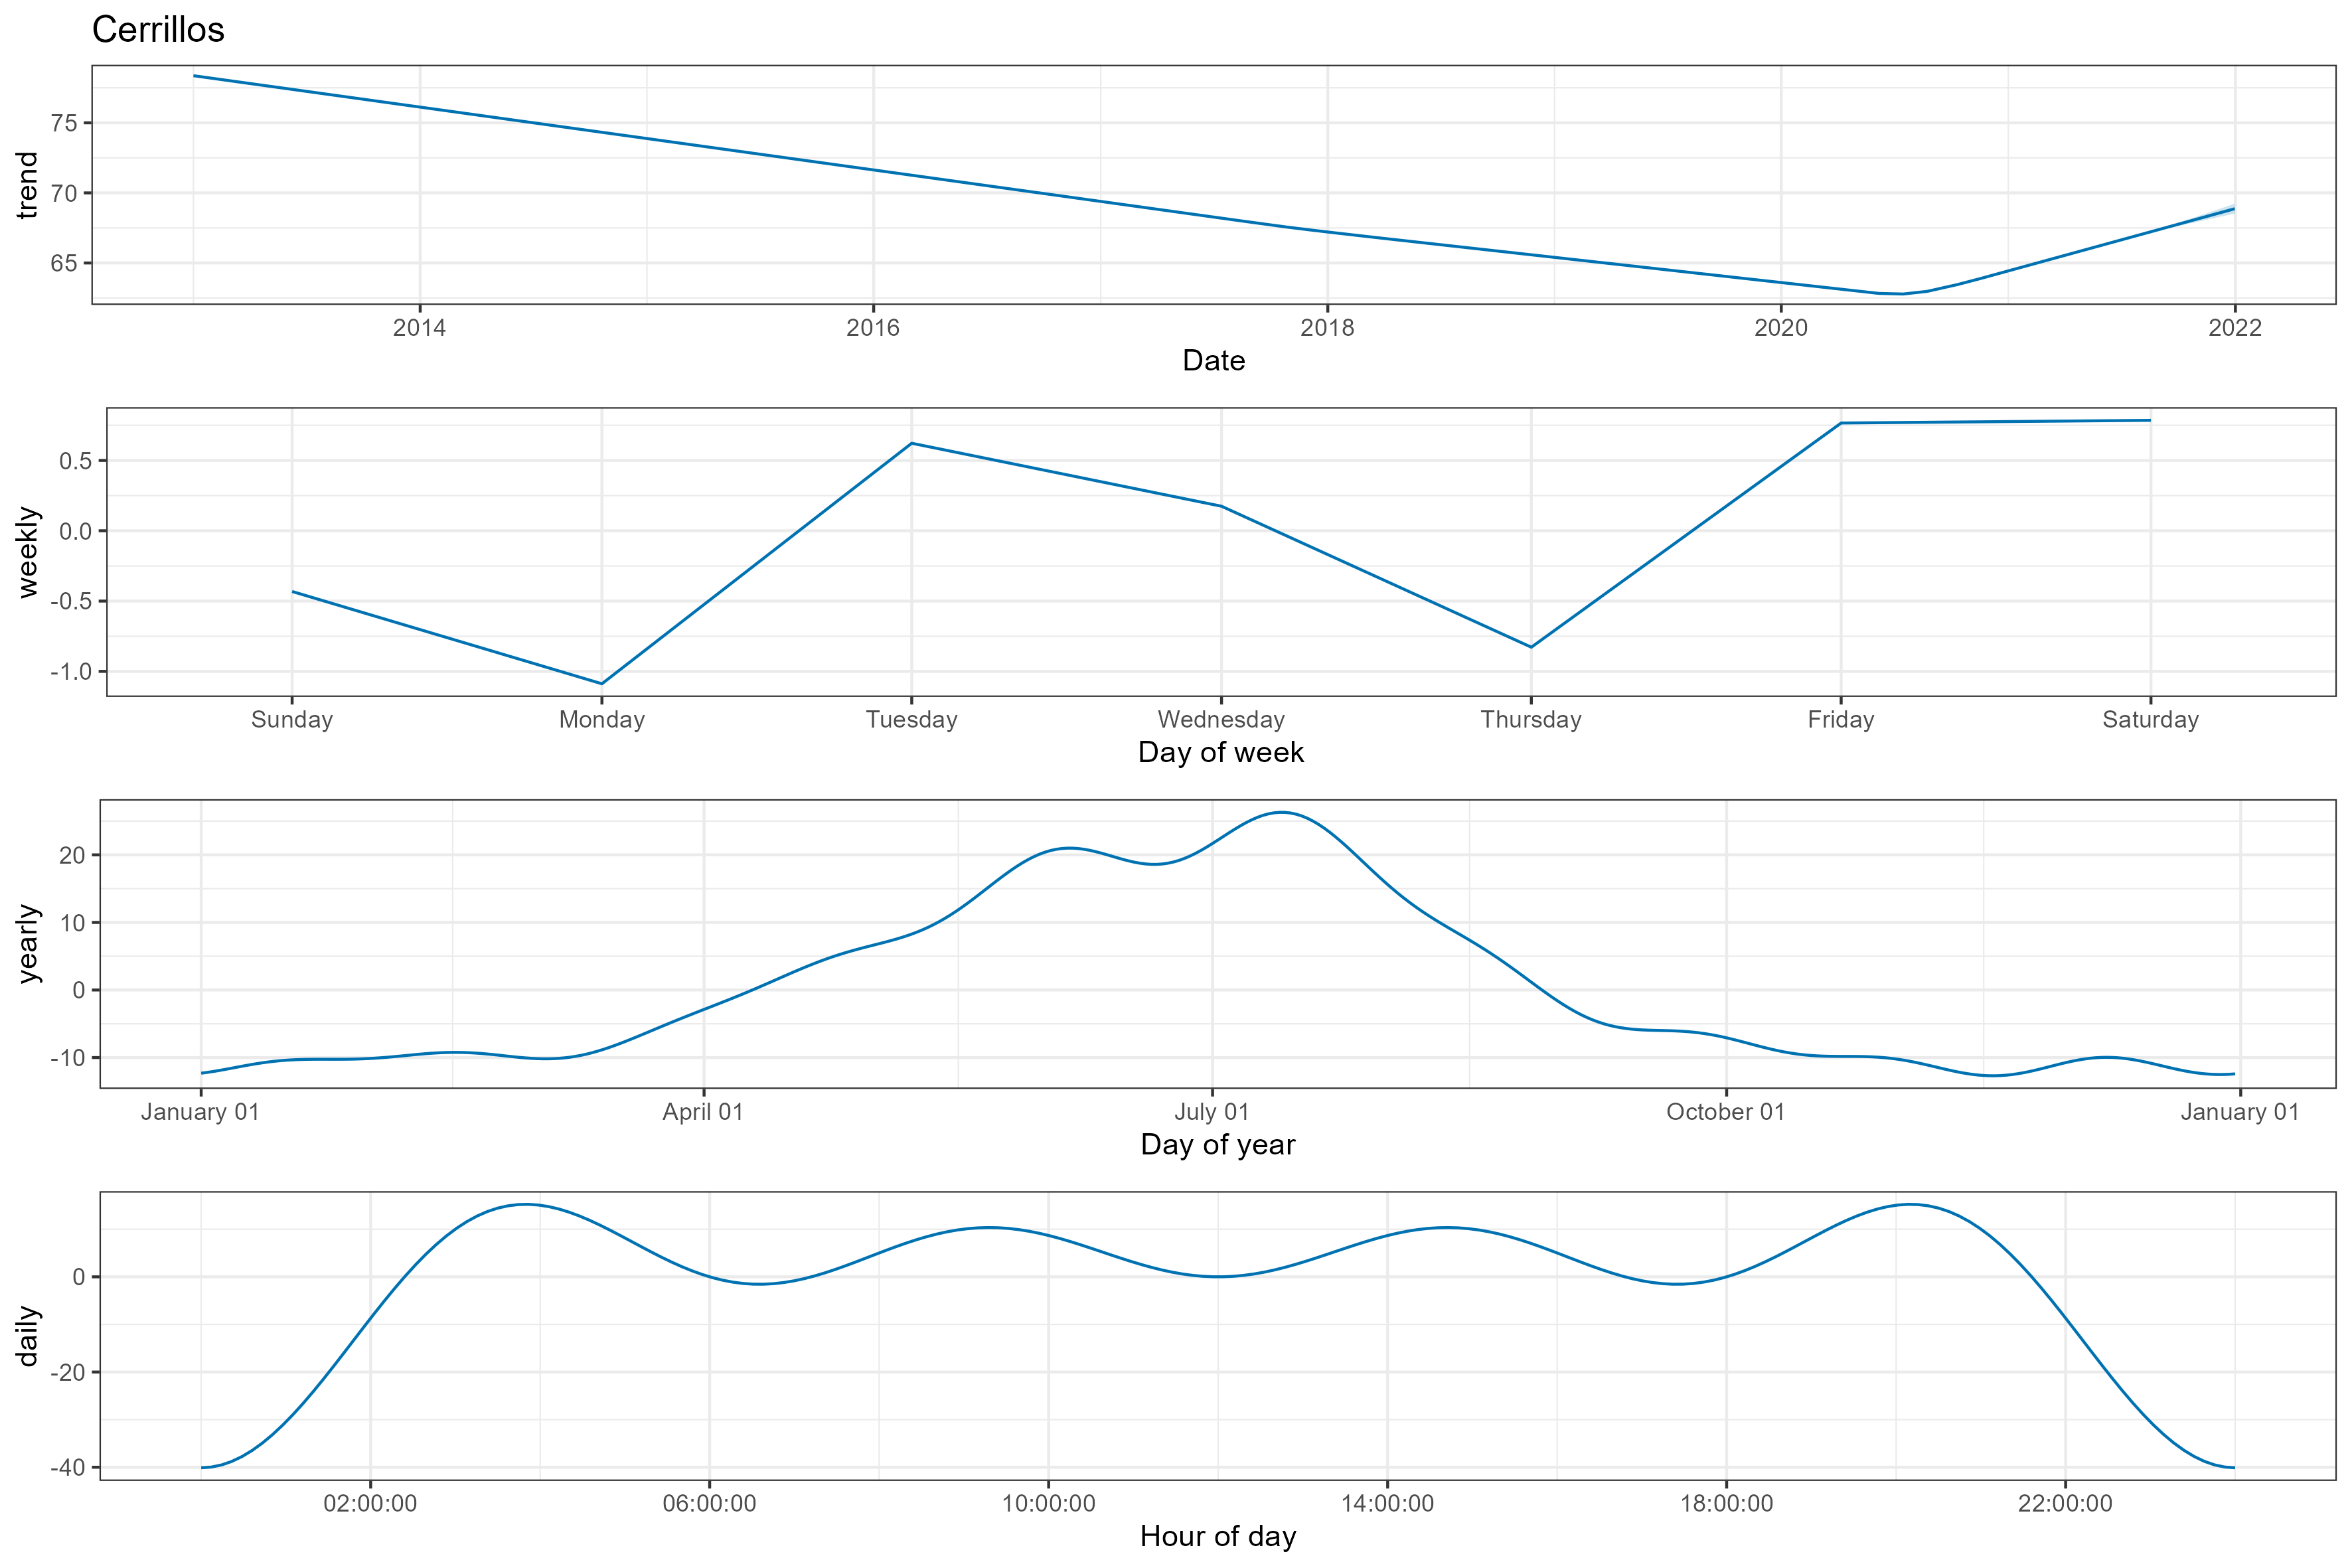 Cerrillos
trend
75
70
65
2014 2016 2018 2020 2022
Date
weekly
0.5
0.0
-0.5
-1.0
Sunday Monday Tuesday Wednesday Thursday Friday Saturday
Day of week
yearly
20
10
0
-10
January 01 April 01 July 01 October 01 January 01
Day of year
daily
0
-20
-40
02:00:00 06:00:00 10:00:00 14:00:00 18:00:00 22:00:00
Hour of day